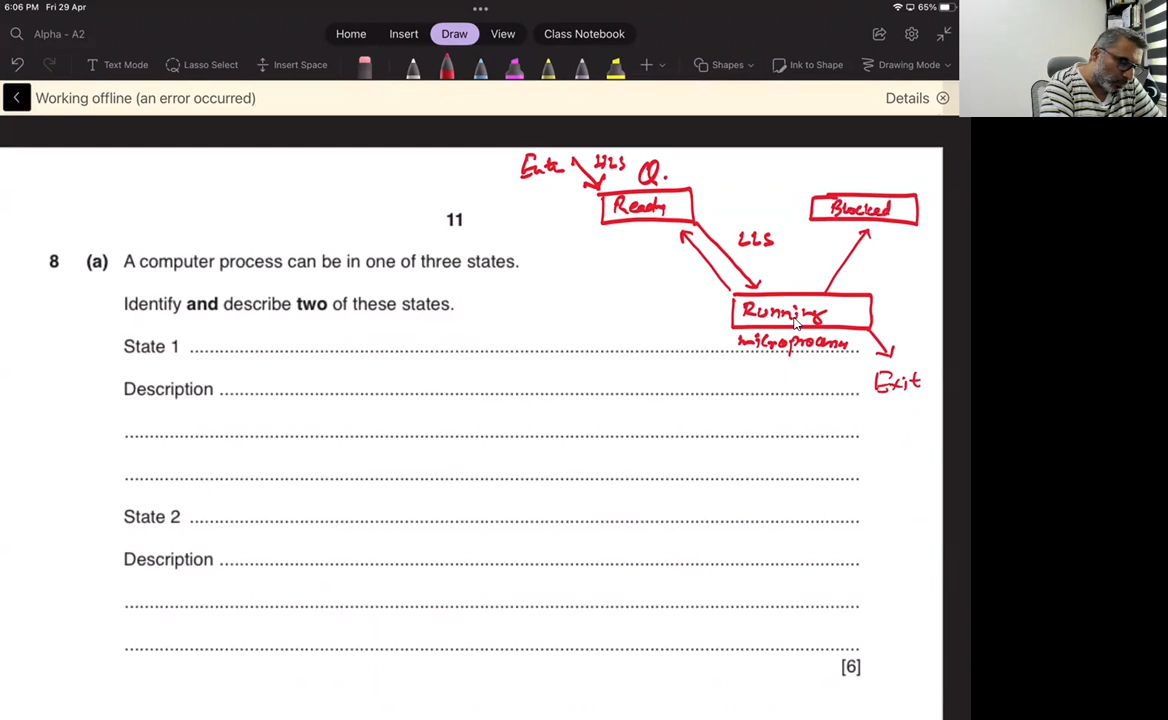 6:06 PM Fri 29 Apr
65%
Alpha - A2
Home Insert Draw View Class Notebook
Text Mode Lasso Select Insert Space Shapes Ink to Shape Drawing Mode
Working offline (an error occurred)
Details
HLS Q.
Ready
Blocked
11
LLS
8 (a) A computer process can be in one of three states.
Identify and describe two of these states.
Running
State 1
microprocessor
Exit
Description
State 2
Description
[6]